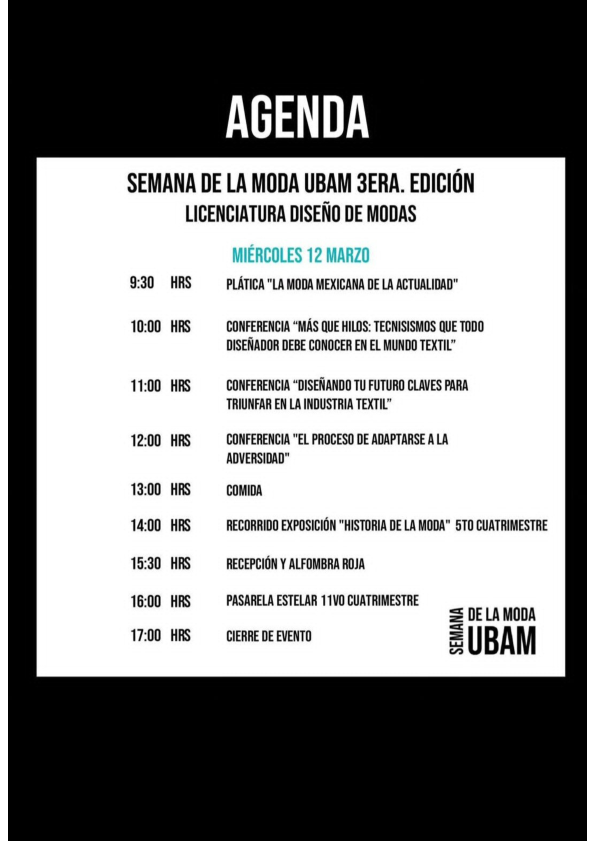 AGENDA
SEMANA DE LA MODA UBAM 3ERA. EDICIÓN
LICENCIATURA DISEÑO DE MODAS
MIÉRCOLES 12 MARZO
9:30 HRS PLÁTICA "LA MODA MEXICANA DE LA ACTUALIDAD"
10:00 HRS CONFERENCIA “MÁS QUE HILOS: TECNISISMOS QUE TODO
DISEÑADOR DEBE CONOCER EN EL MUNDO TEXTIL”
11:00 HRS CONFERENCIA “DISEÑANDO TU FUTURO CLAVES PARA
TRIUNFAR EN LA INDUSTRIA TEXTIL”
12:00 HRS CONFERENCIA "EL PROCESO DE ADAPTARSE A LA
ADVERSIDAD"
13:00 HRS COMIDA
14:00 HRS RECORRIDO EXPOSICIÓN "HISTORIA DE LA MODA" 5TO CUATRIMESTRE
15:30 HRS RECEPCIÓN Y ALFOMBRA ROJA
16:00 HRS PASARELA ESTELAR 11VO CUATRIMESTRE
17:00 HRS CIERRE DE EVENTO
SEMANA DE LA MODA
UBAM